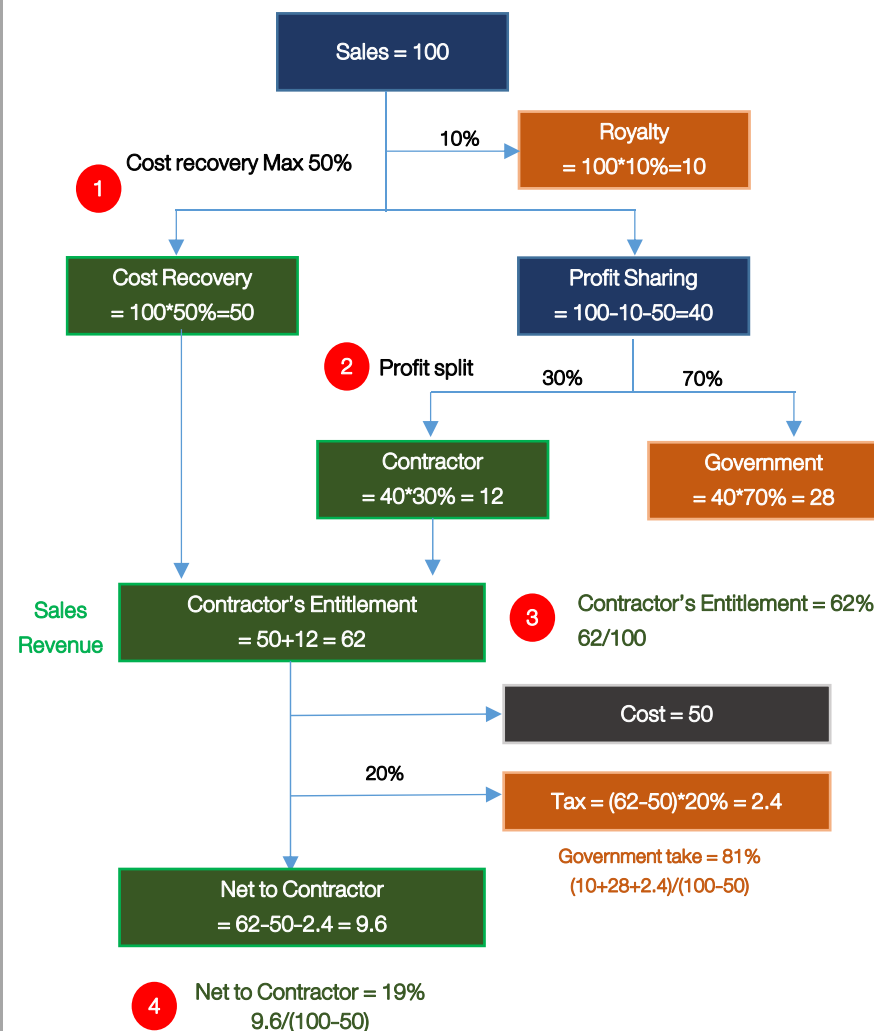 Sales = 100
10%
Royalty
= 100*10%=10
Cost recovery Max 50%
1
Cost Recovery
= 100*50%=50
Profit Sharing
= 100-10-50=40
2
Profit split
30%
70%
Contractor
= 40*30% = 12
Government
= 40*70% = 28
Sales
Revenue
Contractor's Entitlement
= 50+12 = 62
3
Contractor's Entitlement = 62%
62/100
Cost = 50
20%
Tax = (62-50)*20% = 2.4
Government take = 81%
(10+28+2.4)/(100-50)
Net to Contractor
= 62-50-2.4 = 9.6
4
Net to Contractor = 19%
9.6/(100-50)